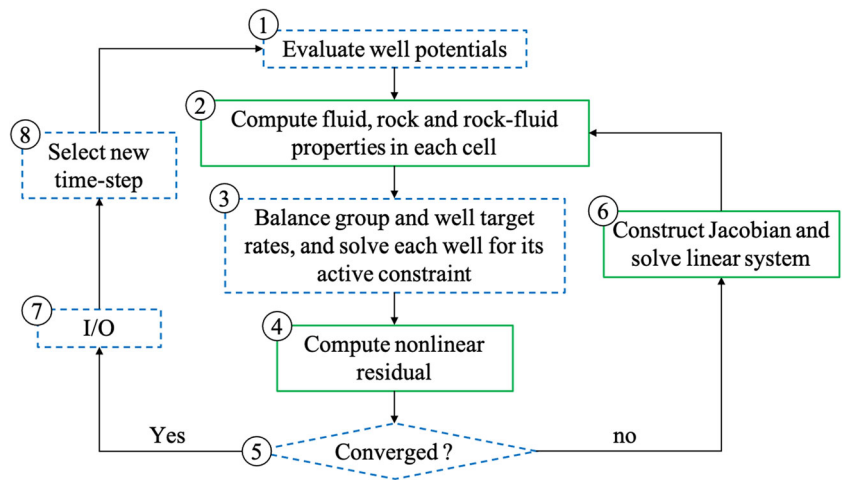 1
Evaluate well potentials
2
Compute fluid, rock and rock-fluid
properties in each cell
3
Balance group and well target
rates, and solve each well for its
active constraint
4
Compute nonlinear
residual
5
Converged ?
Yes
no
6
Construct Jacobian and
solve linear system
7
I/O
8
Select new
time-step